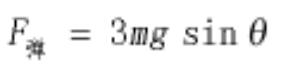 F弹 = 3mg sin θ